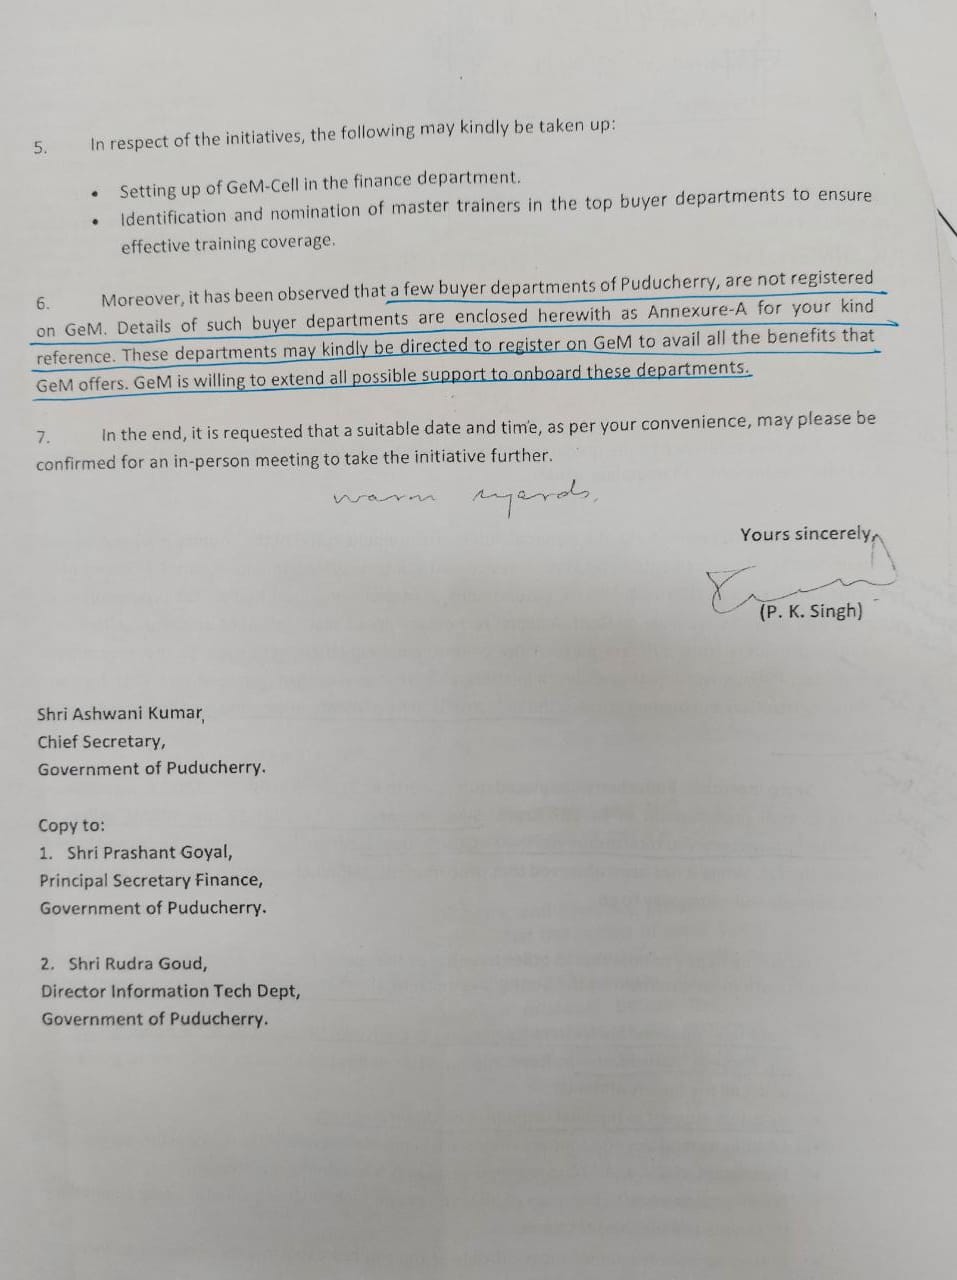 5. In respect of the initiatives, the following may kindly be taken up:
• Setting up of GeM-Cell in the finance department.
• Identification and nomination of master trainers in the top buyer departments to ensure
effective training coverage.
6. Moreover, it has been observed that a few buyer departments of Puducherry, are not registered
on GeM. Details of such buyer departments are enclosed herewith as Annexure-A for your kind
reference. These departments may kindly be directed to register on GeM to avail all the benefits that
GeM offers. GeM is willing to extend all possible support to onboard these departments.
7. In the end, it is requested that a suitable date and time, as per your convenience, may please be
confirmed for an in-person meeting to take the initiative further.
warm regards,
Yours sincerely,
(P. K. Singh)
Shri Ashwani Kumar,
Chief Secretary,
Government of Puducherry.
Copy to:
1. Shri Prashant Goyal,
Principal Secretary Finance,
Government of Puducherry.
2. Shri Rudra Goud,
Director Information Tech Dept,
Government of Puducherry.